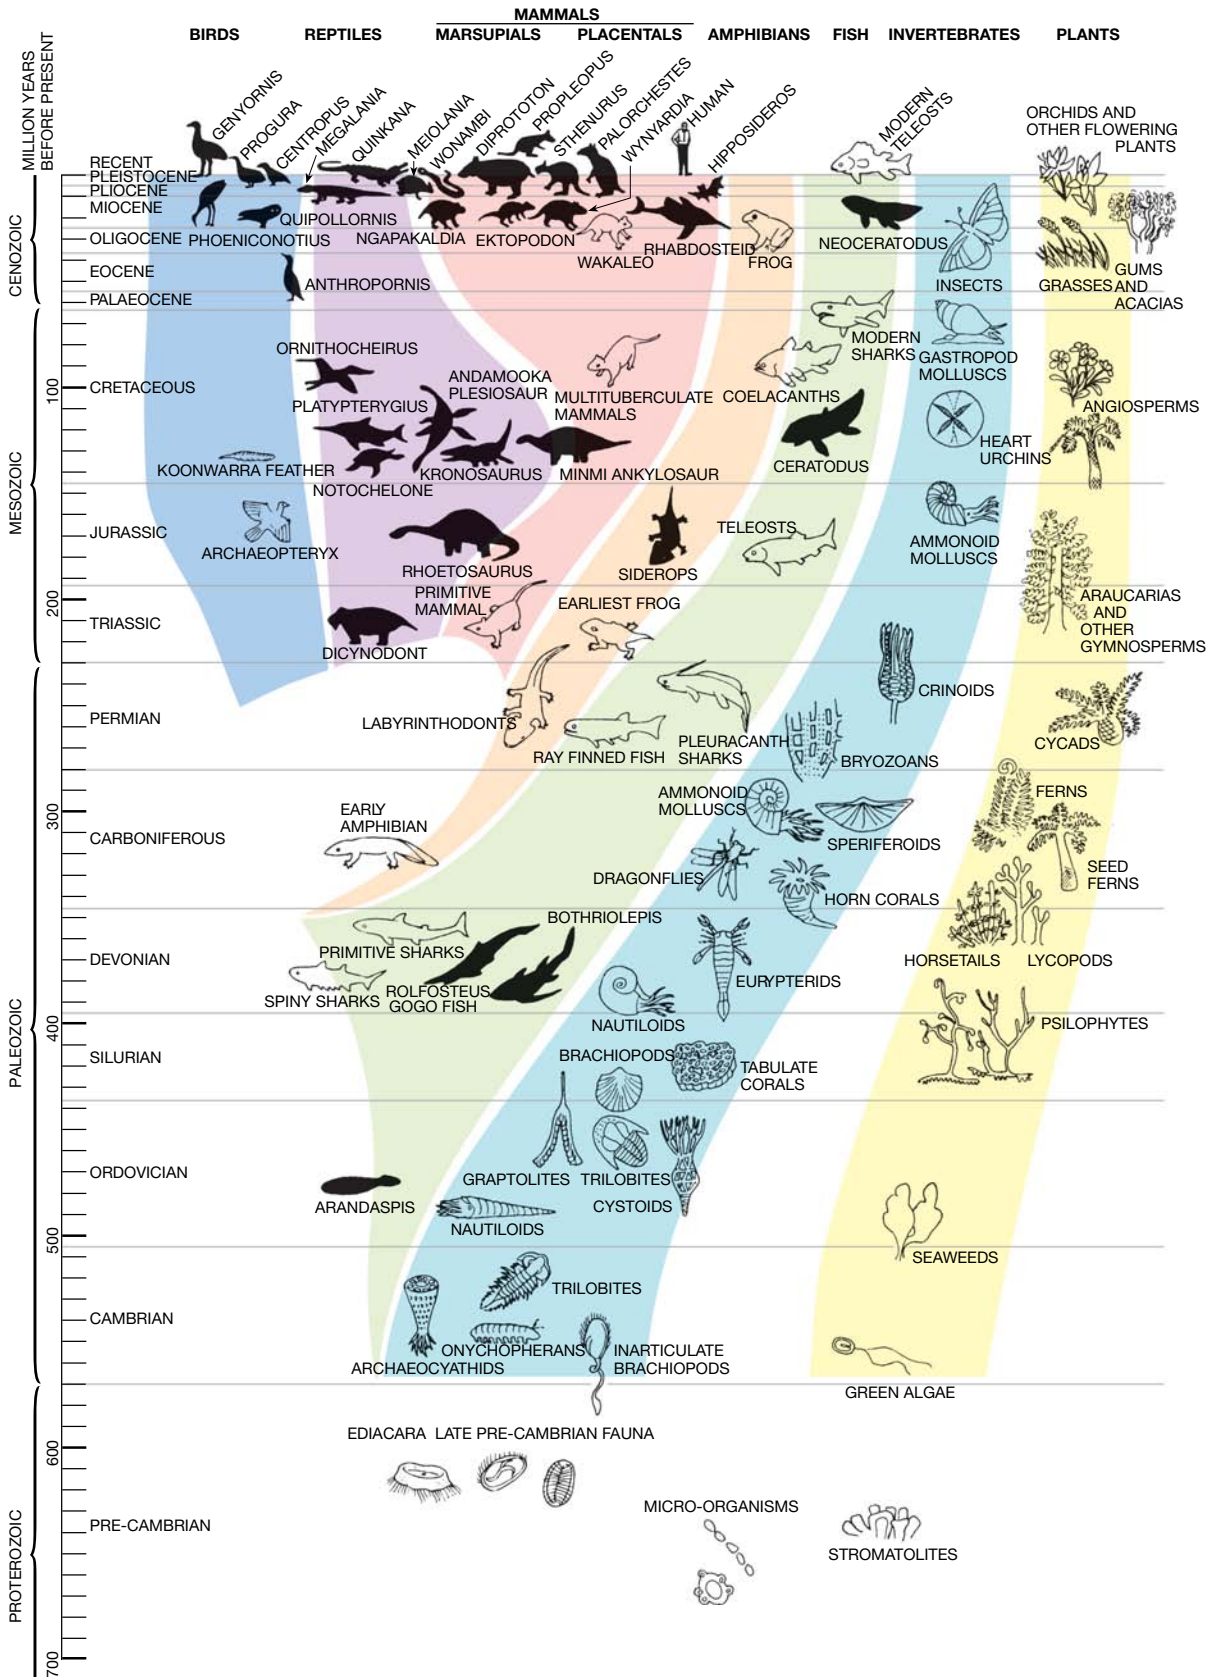 MAMMALS
BIRDS
REPTILES
MARSUPIALS
PLACENTALS
AMPHIBIANS
FISH
INVERTEBRATES
PLANTS
MILLION YEARS
BEFORE PRESENT
GENYORNIS
PROGURA
CENTROPUS
MEGALANIA
QUINKANA
MEIOLANIA
WONAMBI
DIPROTOTON
PROPLEOPUS
STHENURUS
PALORCHESTES
WYNYARDIA
HUMAN
HIPPOSIDEROS
MODERN
TELEOSTS
ORCHIDS AND
OTHER FLOWERING
PLANTS
CENOZOIC
RECENT
PLEISTOCENE
PLIOCENE
MIOCENE
OLIGOCENE
EOCENE
PALAEOCENE
QUIPOLLORNIS
PHOENICONOTIUS
NGAPAKALDIA
EKTOPODON
WAKALEO
RHABDOSTEID
FROG
NEOCERATODUS
INSECTS
GRASSES
GUMS
AND
ACACIAS
ANTHROPORNIS
MESOZOIC
100
CRETACEOUS
ORNITHOCHEIRUS
PLATYPTERYGIUS
ANDAMOOKA
PLESIOSAUR
MULTITUBERCULATE
MAMMALS
COELACANTHS
MODERN
SHARKS
GASTROPOD
MOLLUSCS
ANGIOSPERMS
KOONWARRA FEATHER
NOTOCHELONE
KRONOSAURUS
MINMI ANKYLOSAUR
CERATODUS
HEART
URCHINS
JURASSIC
ARCHAEOPTERYX
RHOETOSAURUS
SIDEROPS
TELEOSTS
AMMONOID
MOLLUSCS
200
TRIASSIC
PRIMITIVE
MAMMAL
EARLIEST FROG
DICYNODONT
ARAUCARIAS
AND
OTHER
GYMNOSPERMS
PALEOZOIC
PERMIAN
LABYRINTHODONTS
RAY FINNED FISH
PLEURACANTH
SHARKS
CRINOIDS
BRYOZOANS
CYCADS
300
CARBONIFEROUS
EARLY
AMPHIBIAN
AMMONOID
MOLLUSCS
SPERIFEROIDS
FERNS
DRAGONFLIES
HORN CORALS
SEED
FERNS
DEVONIAN
PRIMITIVE SHARKS
BOTHRIOLEPIS
SPINY SHARKS
ROLFOSTEUS
GOGO FISH
EURYPTERIDS
HORSETAILS
LYCOPODS
400
NAUTILOIDS
PSILOPHYTES
SILURIAN
BRACHIOPODS
TABULATE
CORALS
ORDOVICIAN
ARANDASPIS
GRAPTOLITES
TRILOBITES
CYSTOIDS
NAUTILOIDS
500
SEAWEEDS
CAMBRIAN
TRILOBITES
ONYCHOPHERANS
ARCHAEOCYATHIDS
INARTICULATE
BRACHIOPODS
GREEN ALGAE
PROTEROZOIC
600
EDIACARA LATE PRE-CAMBRIAN FAUNA
PRE-CAMBRIAN
MICRO-ORGANISMS
STROMATOLITES
700